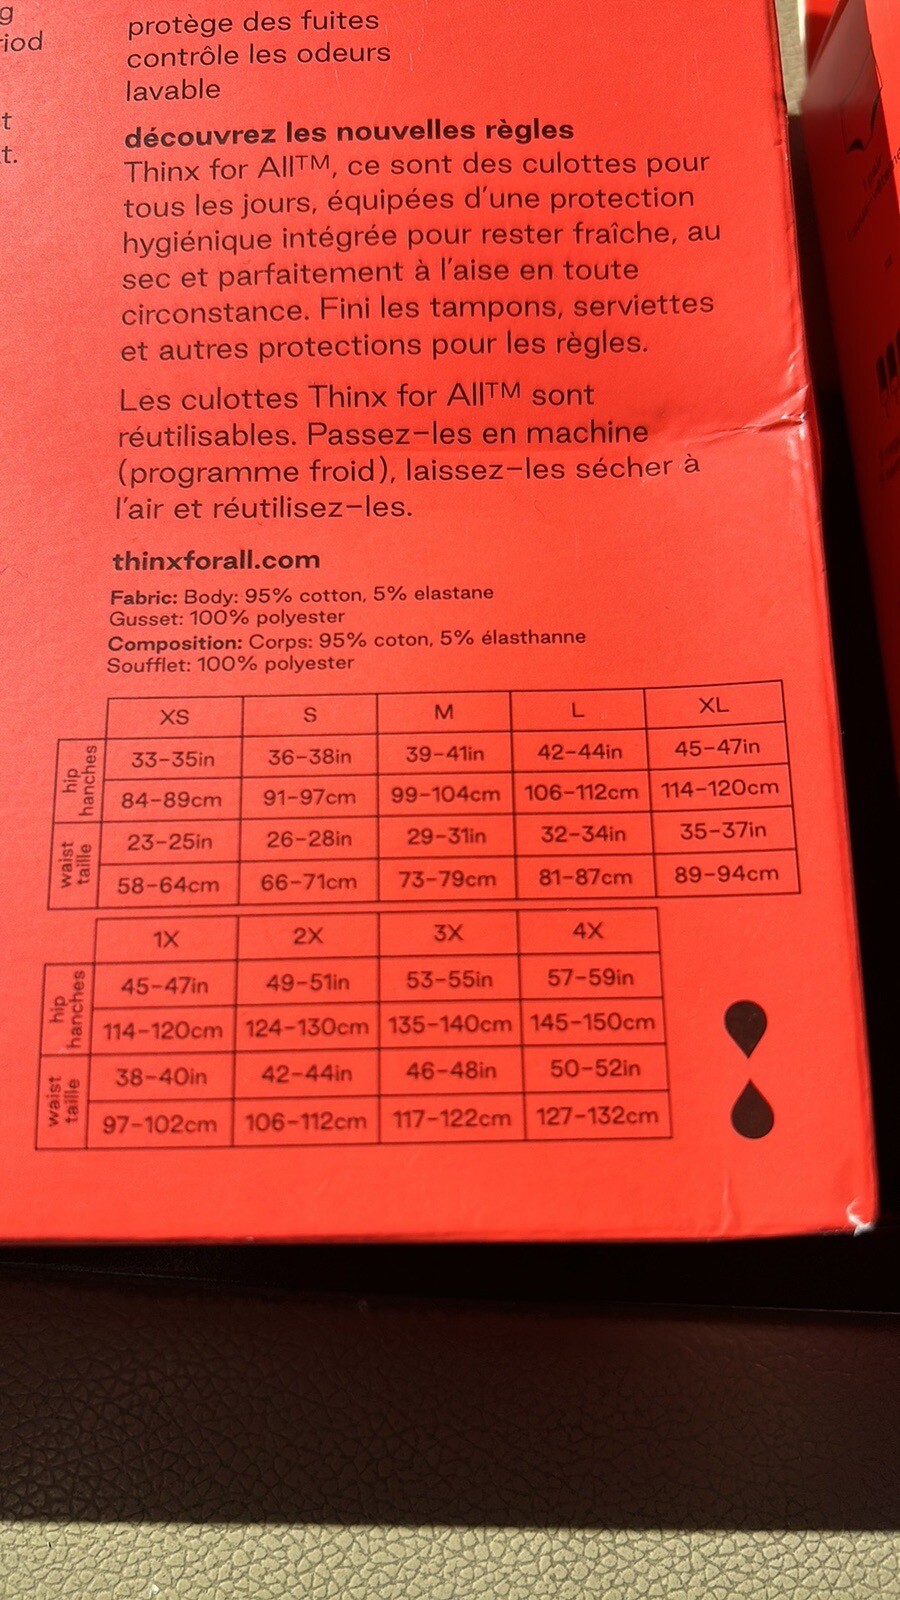 g
riod
t
t.
protège des fuites
contrôle les odeurs
lavable
découvrez les nouvelles règles
Thinx for All™, ce sont des culottes pour
tous les jours, équipées d'une protection
hygiénique intégrée pour rester fraîche, au
sec et parfaitement à l'aise en toute
circonstance. Fini les tampons, serviettes
et autres protections pour les règles.
Les culottes Thinx for All™ sont
réutilisables. Passez-les en machine
(programme froid), laissez-les sécher à
l'air et réutilisez-les.
thinxforall.com
Fabric: Body: 95% cotton, 5% elastane
Gusset: 100% polyester
Composition: Corps: 95% coton, 5% élasthanne
Soufflet: 100% polyester
XS S M L XL
hip
hanches
33-35in 36-38in 39-41in 42-44in 45-47in
84-89cm 91-97cm 99-104cm 106-112cm 114-120cm
waist
taille
23-25in 26-28in 29-31in 32-34in 35-37in
58-64cm 66-71cm 73-79cm 81-87cm 89-94cm
1X 2X 3X 4X
hip
hanches
45-47in 49-51in 53-55in 57-59in
114-120cm 124-130cm 135-140cm 145-150cm
waist
taille
38-40in 42-44in 46-48in 50-52in
97-102cm 106-112cm 117-122cm 127-132cm